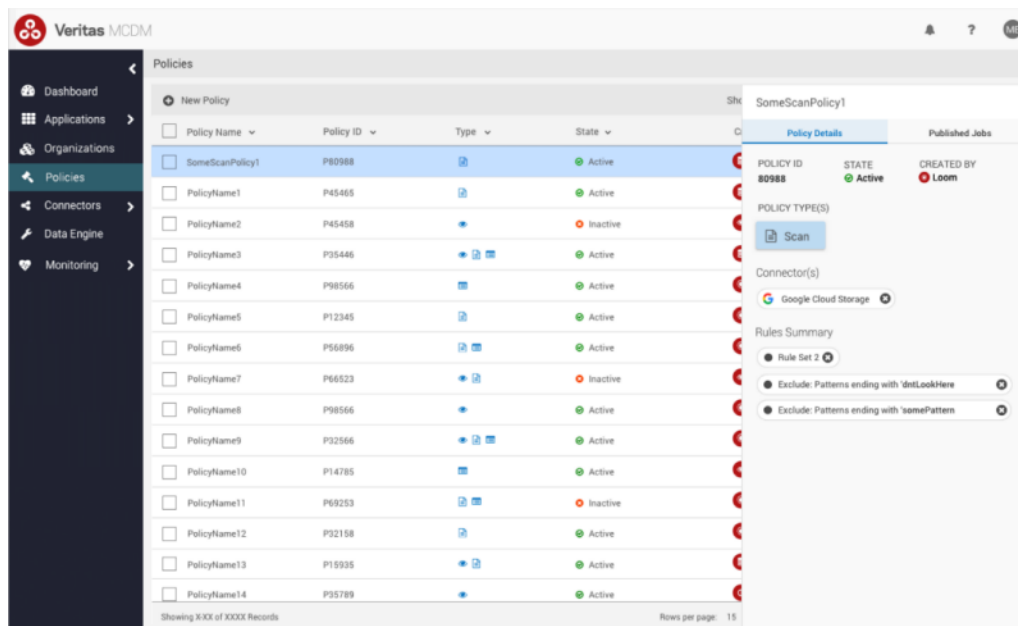 Veritas MCDM
?
Policies
Dashboard
Applications
Organizations
Policies
Connectors
Data Engine
Monitoring
New Policy
Policy Name Policy ID Type State
SomeScanPolicy1 P80988 Active
PolicyName1 P45465 Active
PolicyName2 P45458 Inactive
PolicyName3 P35446 Active
PolicyName4 P98566 Active
PolicyName5 P12345 Active
PolicyName6 P56896 Active
PolicyName7 P66523 Inactive
PolicyName8 P98566 Active
PolicyName9 P32566 Active
PolicyName10 P14785 Active
PolicyName11 P69253 Inactive
PolicyName12 P32158 Active
PolicyName13 P15935 Active
PolicyName14 P35789 Active
Showing X-XX of XXXX Records Rows per page: 15
SomeScanPolicy1
Policy Details Published Jobs
POLICY ID STATE CREATED BY
80988 Active Loom
POLICY TYPE(S)
Scan
Connector(s)
Google Cloud Storage
Rules Summary
Rule Set 2
Exclude: Patterns ending with 'dntLookHere
Exclude: Patterns ending with 'somePattern